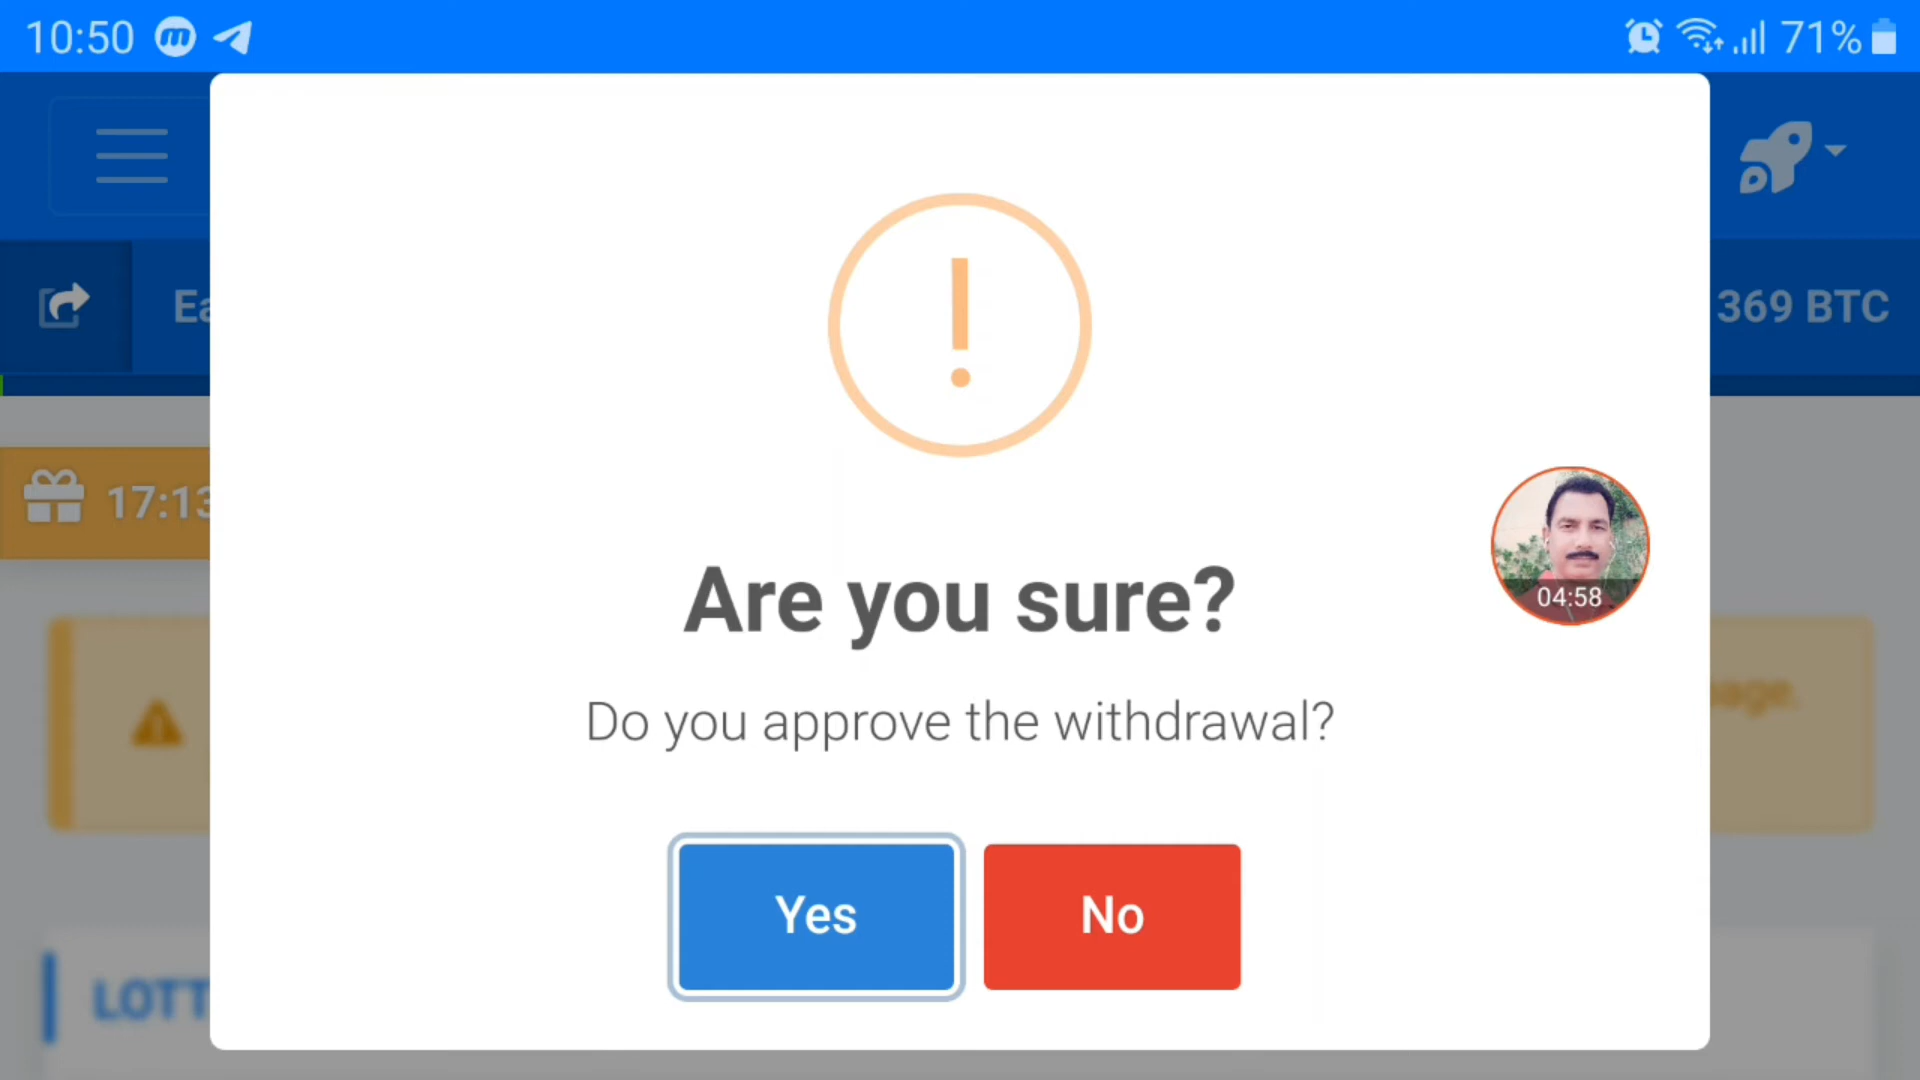 10:50
71%
Ea
369 BTC
17:13
Are you sure?
04:58
page.
Do you approve the withdrawal?
Yes No
LOTT